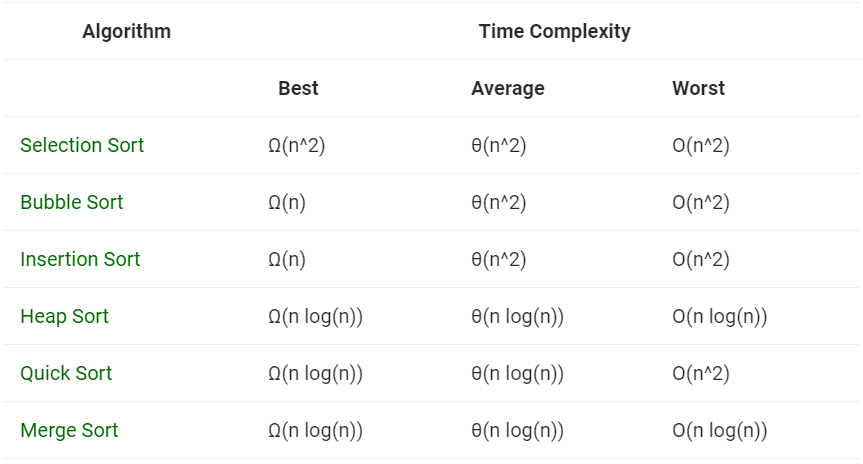 Algorithm Time Complexity
Best Average Worst
Selection Sort Ω(n^2) θ(n^2) O(n^2)
Bubble Sort Ω(n) θ(n^2) O(n^2)
Insertion Sort Ω(n) θ(n^2) O(n^2)
Heap Sort Ω(n log(n)) θ(n log(n)) O(n log(n))
Quick Sort Ω(n log(n)) θ(n log(n)) O(n^2)
Merge Sort Ω(n log(n)) θ(n log(n)) O(n log(n))